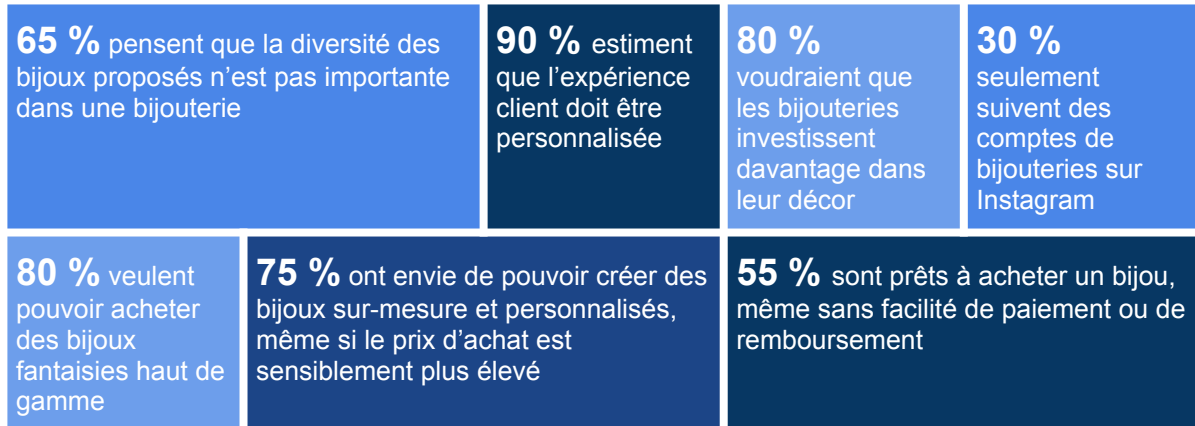 65 % pensent que la diversité des
bijoux proposés n’est pas importante
dans une bijouterie
90 % estiment
que l’expérience
client doit être
personnalisée
80 %
voudraient que
les bijouteries
investissent
davantage dans
leur décor
30 %
seulement
suivent des
comptes de
bijouteries sur
Instagram
80 % veulent
pouvoir acheter
des bijoux
fantaisies haut de
gamme
75 % ont envie de pouvoir créer des
bijoux sur-mesure et personnalisés,
même si le prix d’achat est
sensiblement plus élevé
55 % sont prêts à acheter un bijou,
même sans facilité de paiement ou de
remboursement